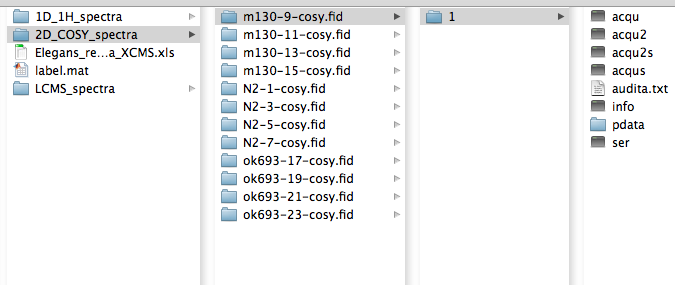 1D_1H_spectra
2D_COSY_spectra
Elegans_re...a_XCMS.xls
label.mat
LCMS_spectra
m130-9-cosy.fid
m130-11-cosy.fid
m130-13-cosy.fid
m130-15-cosy.fid
N2-1-cosy.fid
N2-3-cosy.fid
N2-5-cosy.fid
N2-7-cosy.fid
ok693-17-cosy.fid
ok693-19-cosy.fid
ok693-21-cosy.fid
ok693-23-cosy.fid
1
acqu
acqu2
acqu2s
acqus
audita.txt
info
pdata
ser